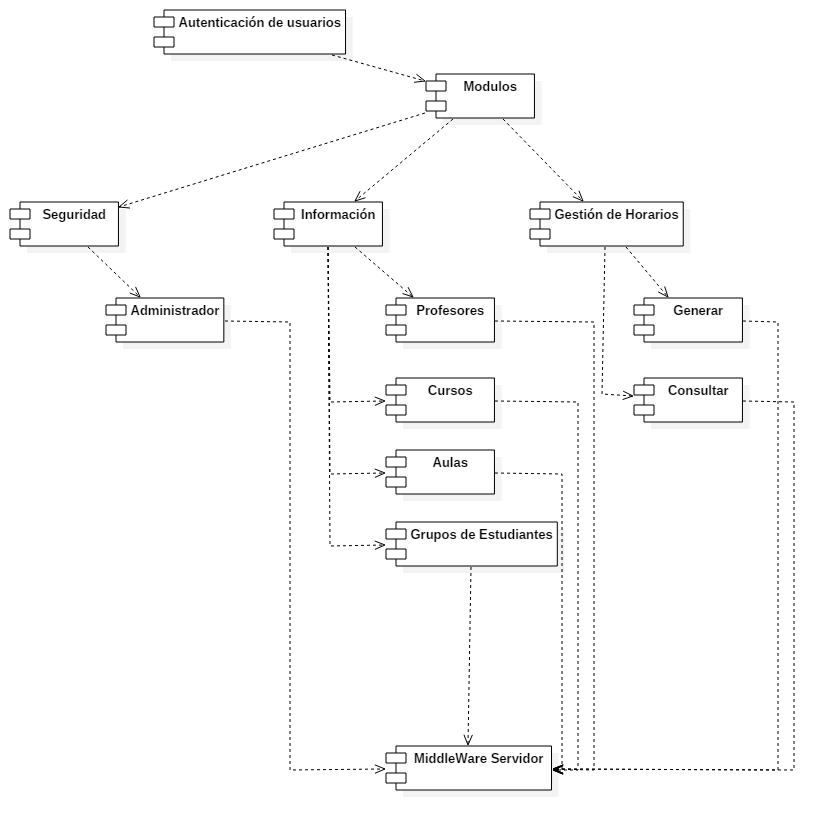 Autenticación de usuarios
Modulos
Seguridad
Información
Gestión de Horarios
Administrador
Profesores
Generar
Cursos
Consultar
Aulas
Grupos de Estudiantes
MiddleWare Servidor